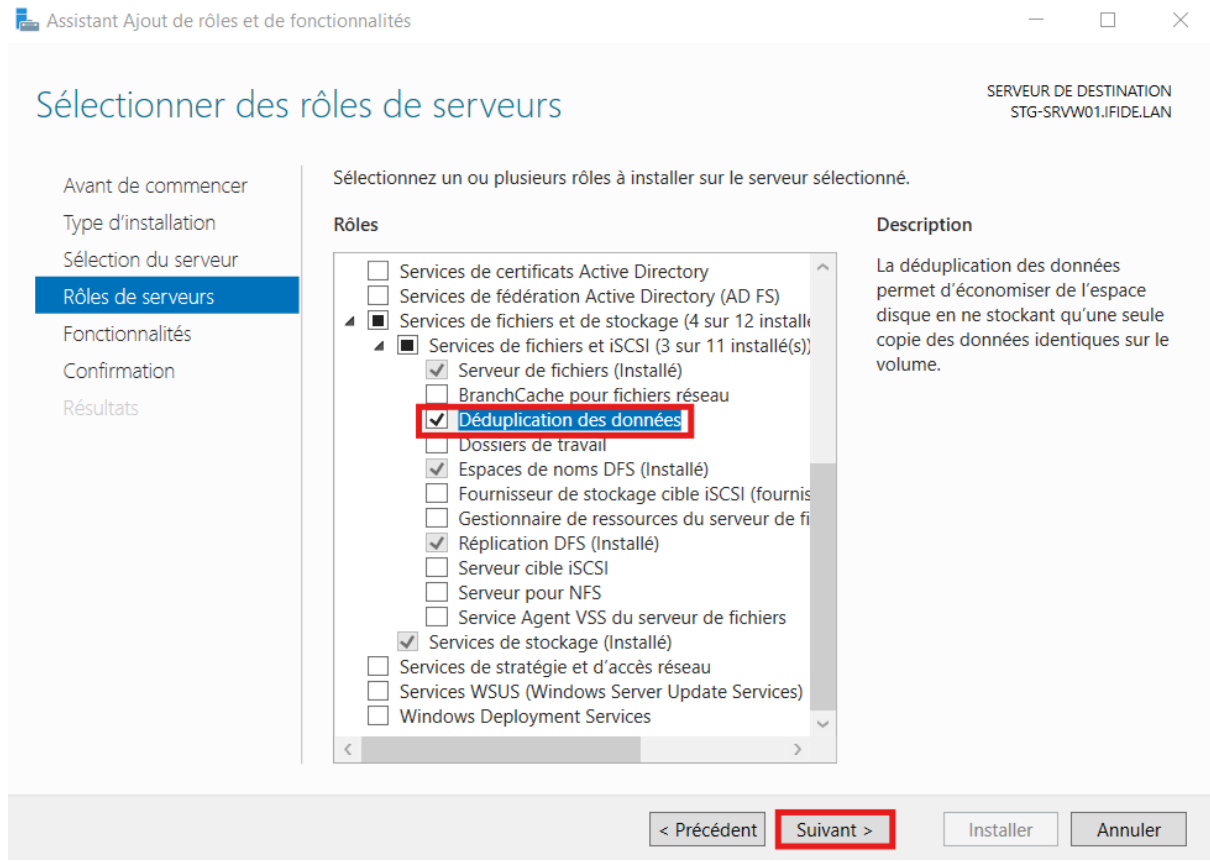 Assistant Ajout de rôles et de fonctionnalités
Sélectionner des rôles de serveurs
SERVEUR DE DESTINATION
STG-SRVW01.IFIDE.LAN
Avant de commencer
Type d'installation
Sélection du serveur
Rôles de serveurs
Fonctionnalités
Confirmation
Résultats
Sélectionnez un ou plusieurs rôles à installer sur le serveur sélectionné.
Rôles
Services de certificats Active Directory
Services de fédération Active Directory (AD FS)
Services de fichiers et de stockage (4 sur 12 installé
Services de fichiers et iSCSI (3 sur 11 installé(s))
Serveur de fichiers (Installé)
BranchCache pour fichiers réseau
Déduplication des données
Dossiers de travail
Espaces de noms DFS (Installé)
Fournisseur de stockage cible iSCSI (fournis
Gestionnaire de ressources du serveur de fi
Réplication DFS (Installé)
Serveur cible iSCSI
Serveur pour NFS
Service Agent VSS du serveur de fichiers
Services de stockage (Installé)
Services de stratégie et d'accès réseau
Services WSUS (Windows Server Update Services)
Windows Deployment Services
Description
La déduplication des données
permet d'économiser de l'espace
disque en ne stockant qu'une seule
copie des données identiques sur le
volume.
< Précédent
Suivant >
Installer
Annuler